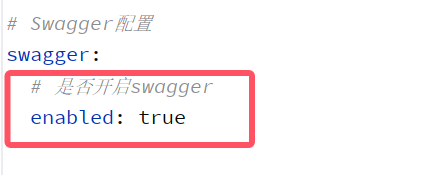 # Swagger配置
swagger:
# 是否开启swagger
enabled: true